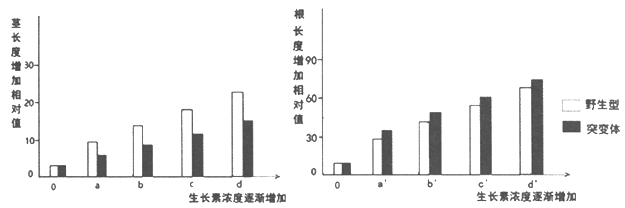 茎长度增加相对值
30
20
10
0 a b c d
生长素浓度逐渐增加
根长度增加相对值
90
60
30
0
0 a' b' c' d'
生长素浓度逐渐增加
野生型
突变体